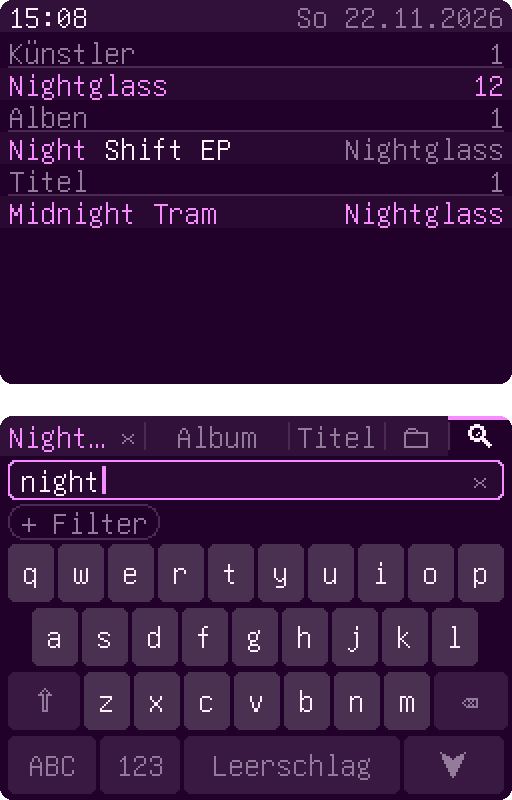 15:08 So 22.11.2026
Künstler 1
Nightglass 12
Alben 1
Night Shift EP Nightglass
Titel 1
Midnight Tram Nightglass
Night… × Album Titel
night ×
+ Filter
q w e r t y u i o p
a s d f g h j k l
⇧ z x c v b n m ⌫
ABC 123 Leerschlag